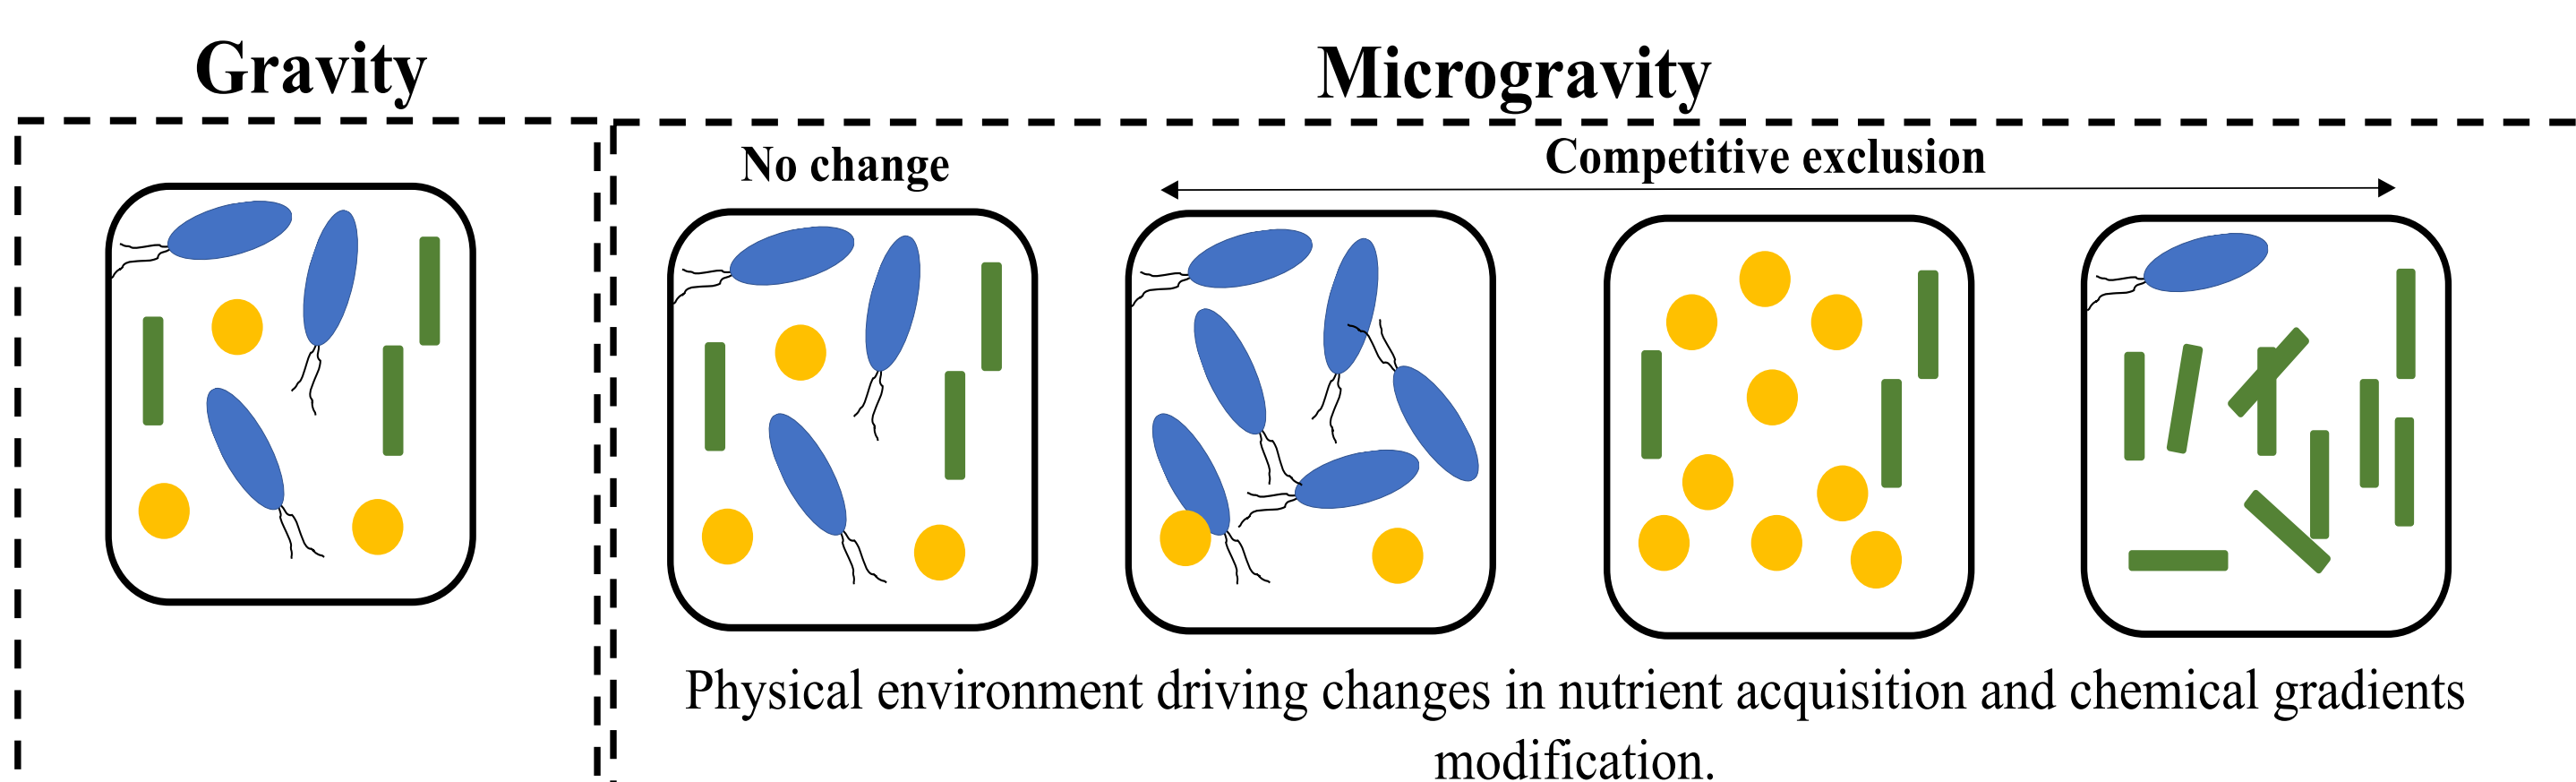 Gravity
Microgravity
No change
Competitive exclusion
Physical environment driving changes in nutrient acquisition and chemical gradients
modification.